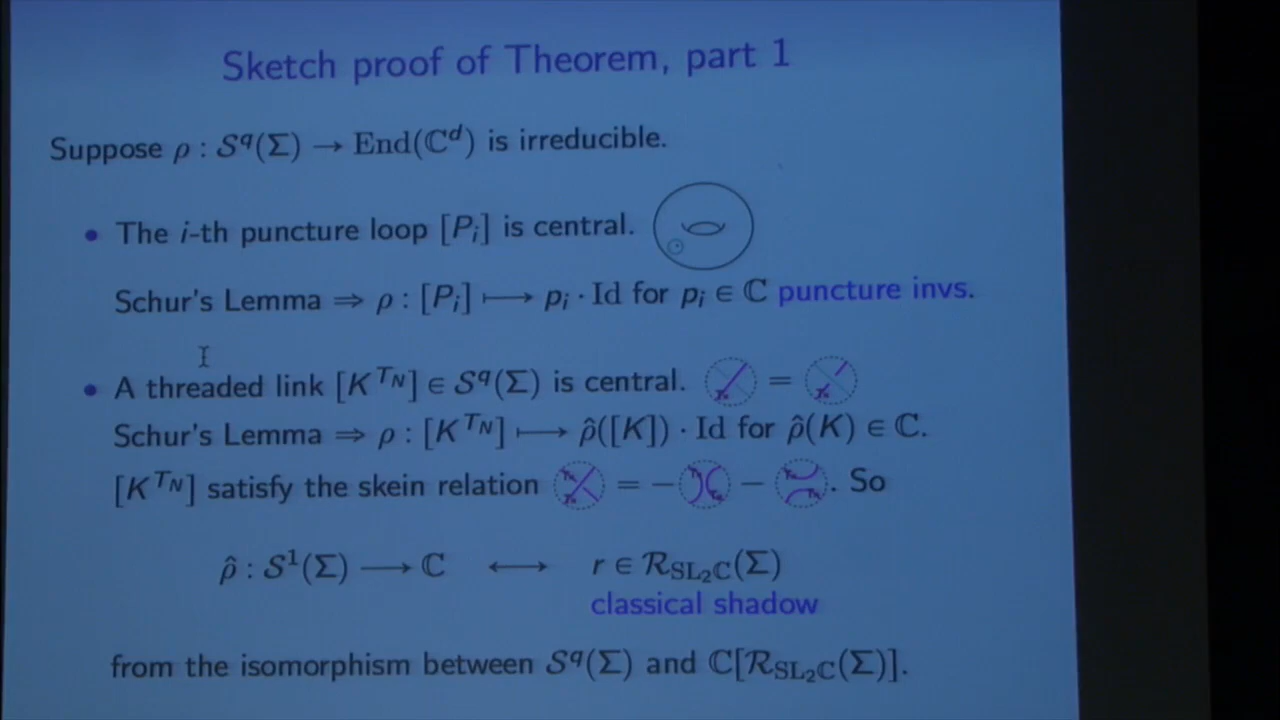 Sketch proof of Theorem, part 1
Suppose ρ : 𝒮^q(Σ) → End(ℂ^d) is irreducible.
• The i-th puncture loop [P_i] is central.
Schur's Lemma ⇒ ρ : [P_i] ⟼ p_i · Id for p_i ∈ ℂ puncture invs.
• A threaded link [K^{T_N}] ∈ 𝒮^q(Σ) is central. =
Schur's Lemma ⇒ ρ : [K^{T_N}] ⟼ ρ̂([K]) · Id for ρ̂(K) ∈ ℂ.
[K^{T_N}] satisfy the skein relation = − − . So
ρ̂ : 𝒮^1(Σ) ⟶ ℂ ⟷ r ∈ ℛ_{SL_2ℂ}(Σ)
classical shadow
from the isomorphism between 𝒮^q(Σ) and ℂ[ℛ_{SL_2ℂ}(Σ)].